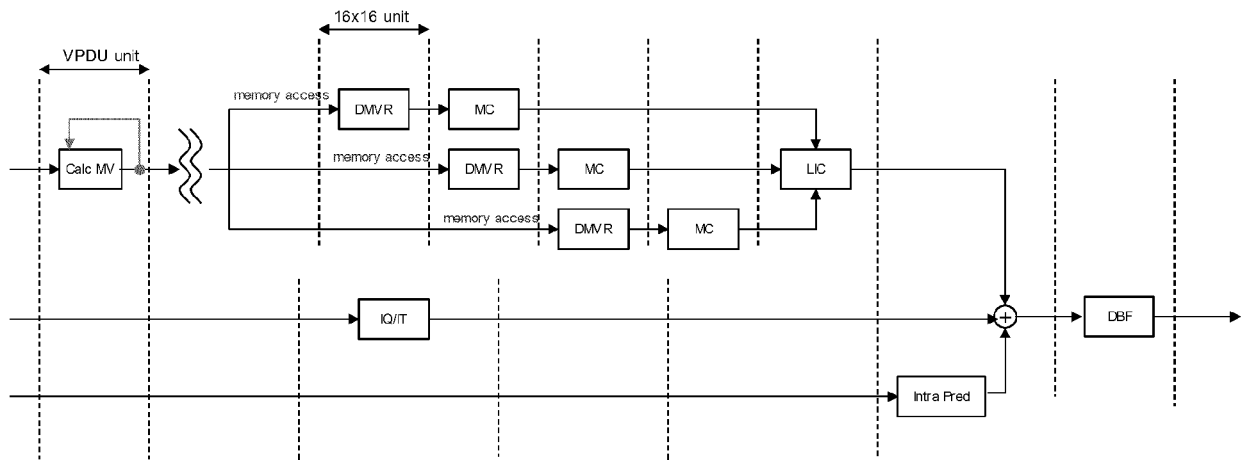 16x16 unit
VPDU unit
memory access
DMVR
MC
memory access
Calc MV
DMVR
MC
LIC
memory access
DMVR
MC
IQ/IT
+
DBF
Intra Pred